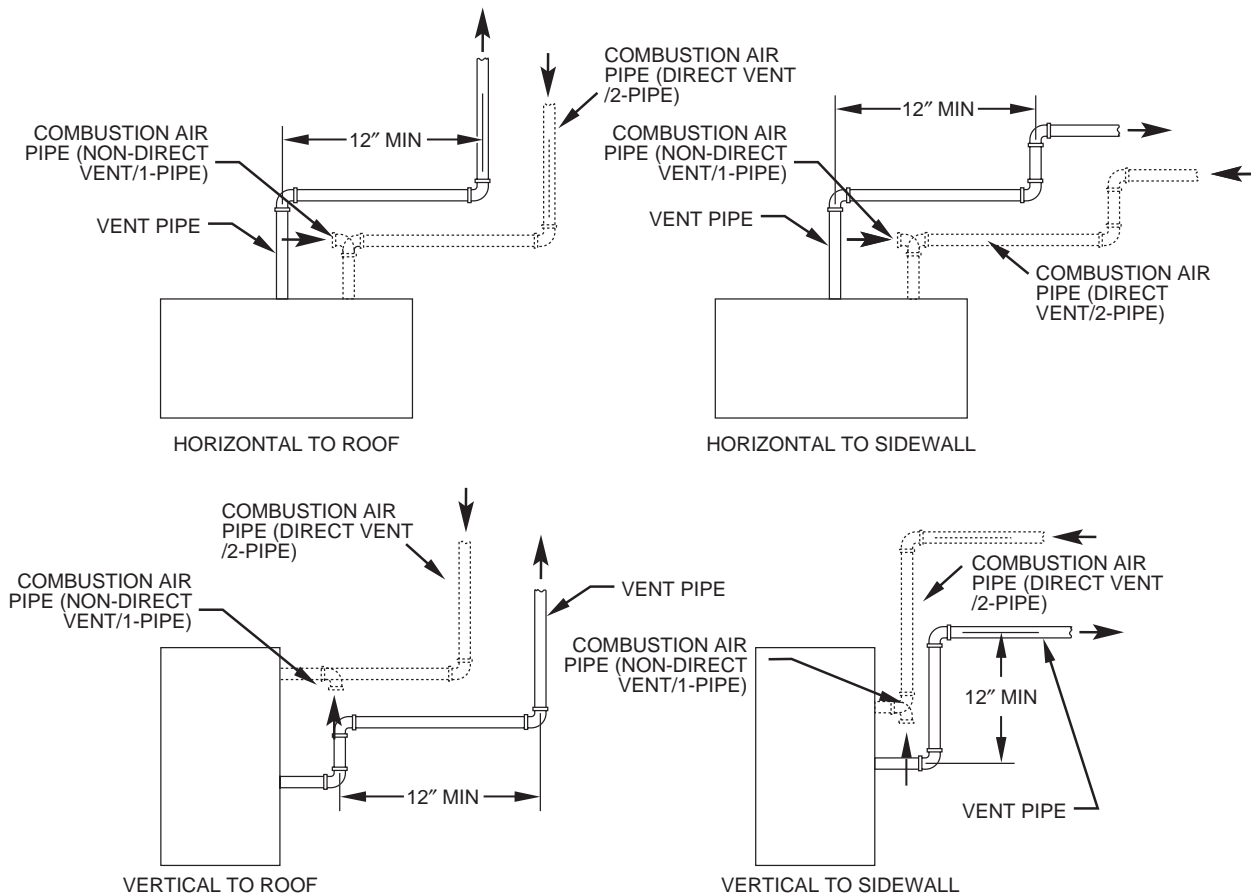 COMBUSTION AIR
PIPE (DIRECT VENT
/2-PIPE)
COMBUSTION AIR
PIPE (NON-DIRECT
VENT/1-PIPE)
12″ MIN
VENT PIPE
HORIZONTAL TO ROOF
12″ MIN
COMBUSTION AIR
PIPE (NON-DIRECT
VENT/1-PIPE)
VENT PIPE
COMBUSTION AIR
PIPE (DIRECT
VENT/2-PIPE)
HORIZONTAL TO SIDEWALL
COMBUSTION AIR
PIPE (DIRECT VENT
/2-PIPE)
COMBUSTION AIR
PIPE (NON-DIRECT
VENT/1-PIPE)
VENT PIPE
12″ MIN
VERTICAL TO ROOF
COMBUSTION AIR
PIPE (DIRECT VENT
/2-PIPE)
COMBUSTION AIR
PIPE (NON-DIRECT
VENT/1-PIPE)
12″ MIN
VENT PIPE
VERTICAL TO SIDEWALL